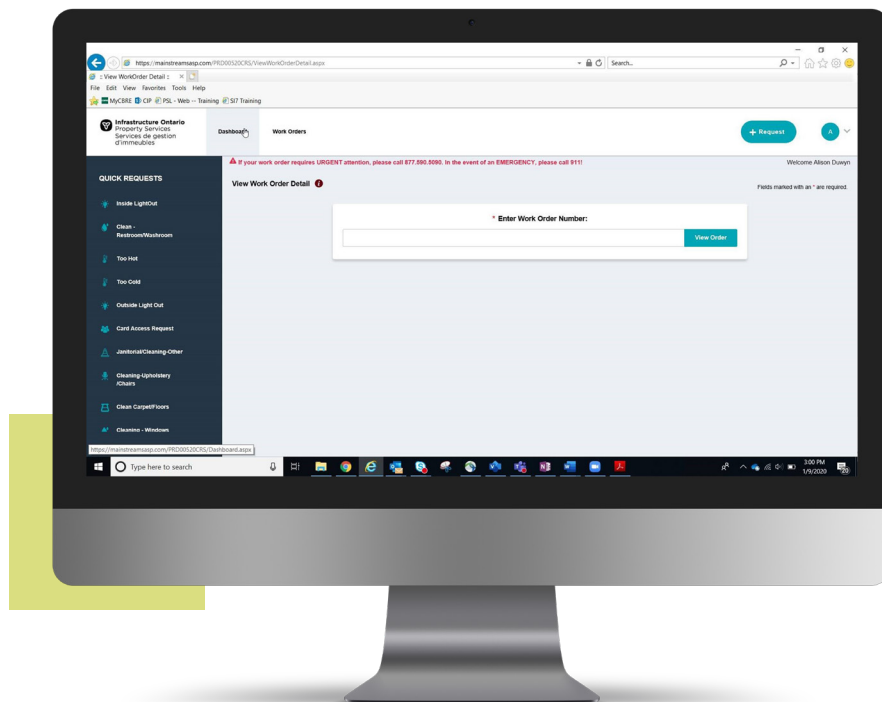 https://mainstreamsasp.com/PRD00520CRS/ViewWorkOrderDetail.aspx
Search...
: View WorkOrder Detail :
File Edit View Favorites Tools Help
MyCBRE CIP PSL - Web -- Training SI7 Training
Infrastructure Ontario
Property Services
Services de gestion
d'immeubles
Dashboard
Work Orders
+ Request
A
If your work order requires URGENT attention, please call 877.890.5090. In the event of an EMERGENCY, please call 911!
Welcome Alison Duwyn
QUICK REQUESTS
View Work Order Detail
Fields marked with an * are required.
Inside LightOut
* Enter Work Order Number:
View Order
Clean -
Restroom/Washroom
Too Hot
Too Cold
Outside Light Out
Card Access Request
Janitorial/Cleaning-Other
Cleaning-Upholstery
/Chairs
Clean Carpet/Floors
Cleaning - Windows
https://mainstreamsasp.com/PRD00520CRS/Dashboard.aspx
Type here to search
3:00 PM
1/9/2020
20